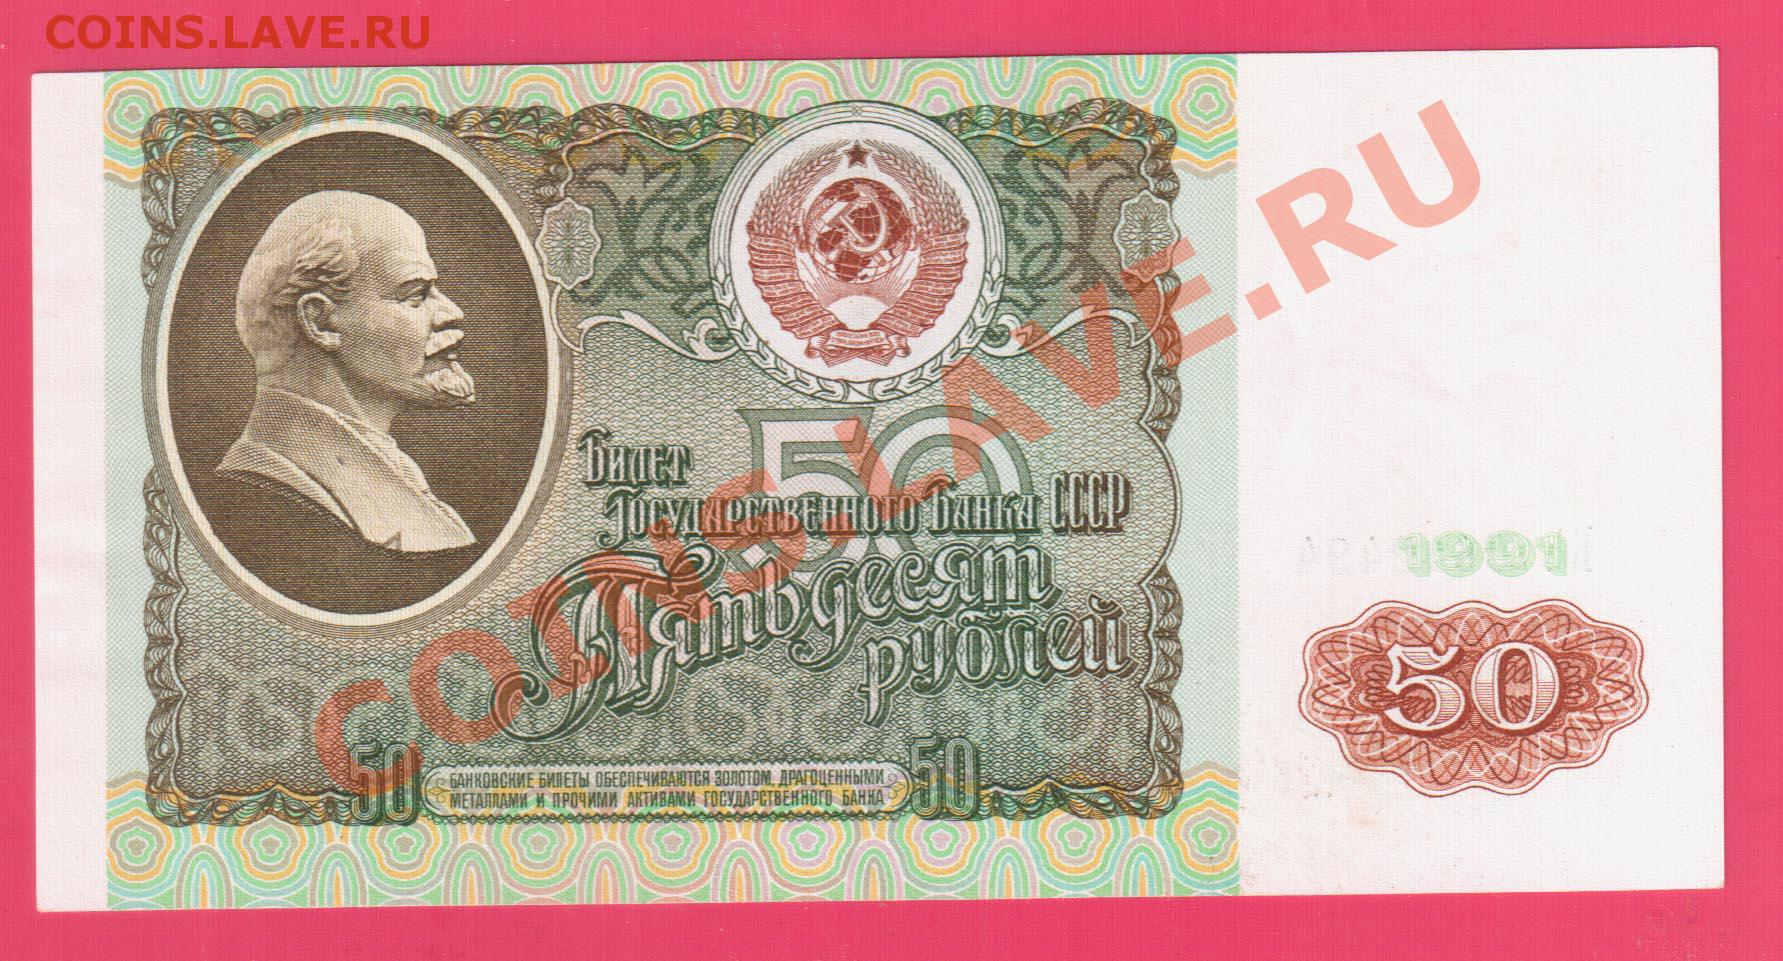 COINS.LAVE.RU
COINS.LAVE.RU
50
Билет
Государственного Банка СССР
Пятьдесят
рублей
1991
50
50
БАНКОВСКИЕ БИЛЕТЫ ОБЕСПЕЧИВАЮТСЯ ЗОЛОТОМ, ДРАГОЦЕННЫМИ
МЕТАЛЛАМИ И ПРОЧИМИ АКТИВАМИ ГОСУДАРСТВЕННОГО БАНКА
50